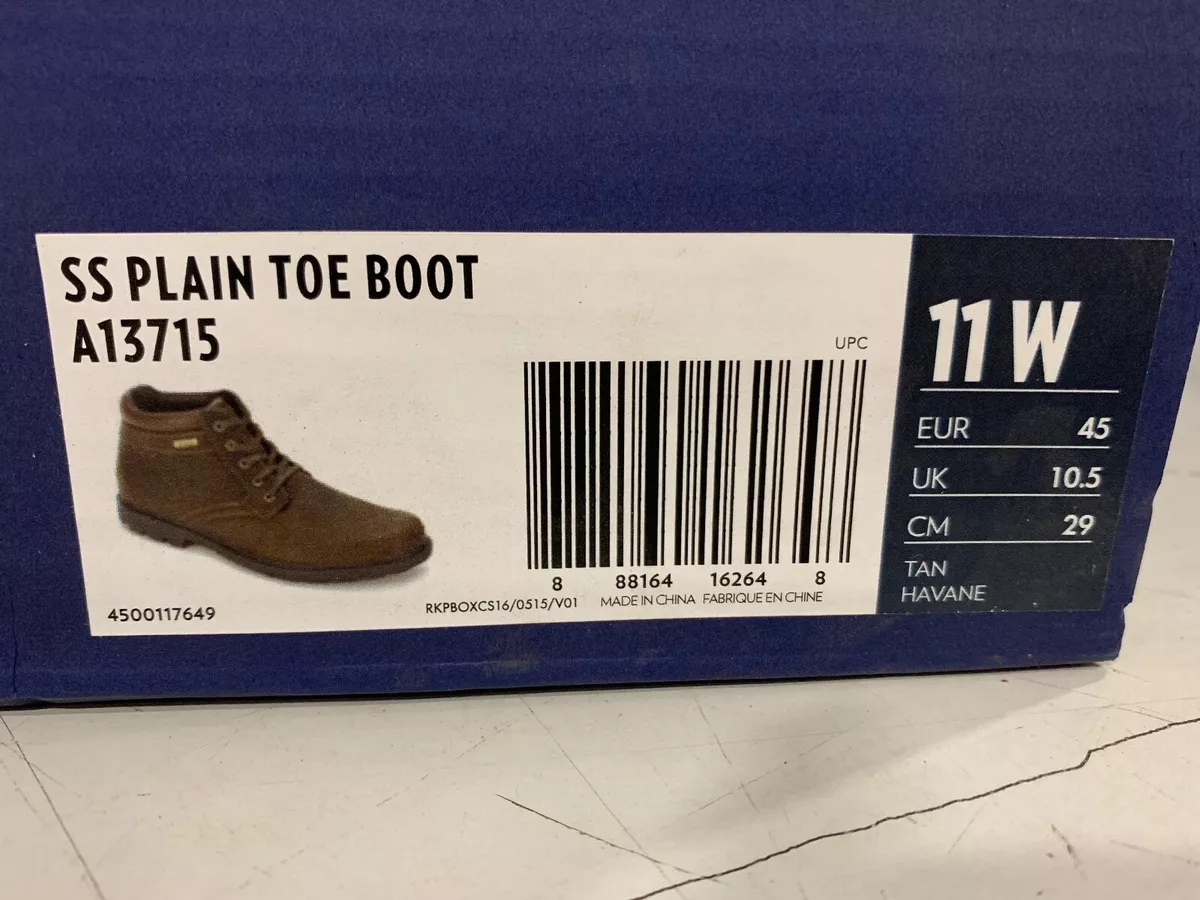 SS PLAIN TOE BOOT
A13715
UPC
8 88164 16264 8
4500117649
RKPBOXCS16/0515/V01 MADE IN CHINA FABRIQUE EN CHINE
11 W
EUR 45
UK 10.5
CM 29
TAN
HAVANE